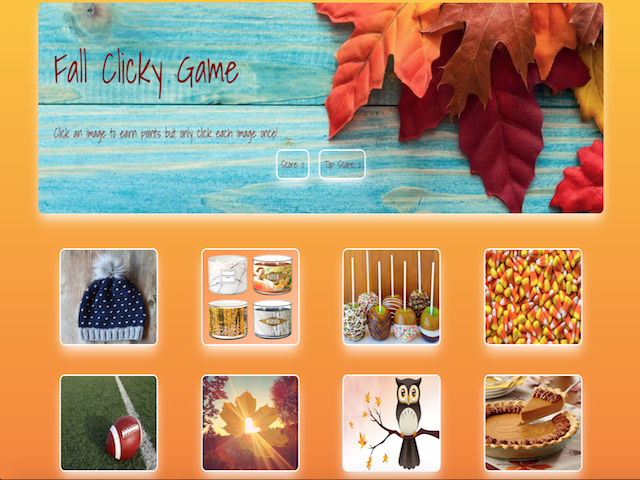 Fall Clicky Game
Click an image to earn points but only click each image once!
Score:
Top Score: